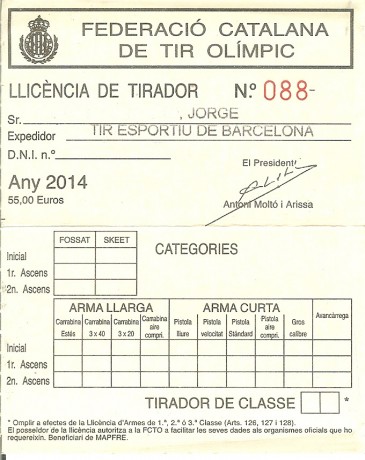 FEDERACIÓ CATALANA
DE TIR OLÍMPIC
LLICÈNCIA DE TIRADOR N.º 088-
Sr. , JORGE
Expedidor TIR ESPORTIU DE BARCELONA
D.N.I. n.º
El President
Any 2014
55,00 Euros
Antoni Moltó i Arissa
FOSSAT SKEET CATEGORIES
Inicial
1r. Ascens
2n. Ascens
ARMA LLARGA ARMA CURTA
Carrabina Estés Carrabina 3 x 40 Carrabina 3 x 20 Carrabina aire compri. Pistola lliure Pistola velocitat Pistola Stándard Pistola aire compri. Gros calibre Avancàrrega
Inicial
1r. Ascens
2n. Ascens
TIRADOR DE CLASSE *
* Omplir a efectes de la Llicència d'Armes de 1.ª, 2.ª ó 3.ª Classe (Arts. 126, 127 i 128).
El posseidor de la llicència autoritza a la FCTO a facilitar les seves dades als organismes oficials que ho
requereixin. Beneficiari de MAPFRE.